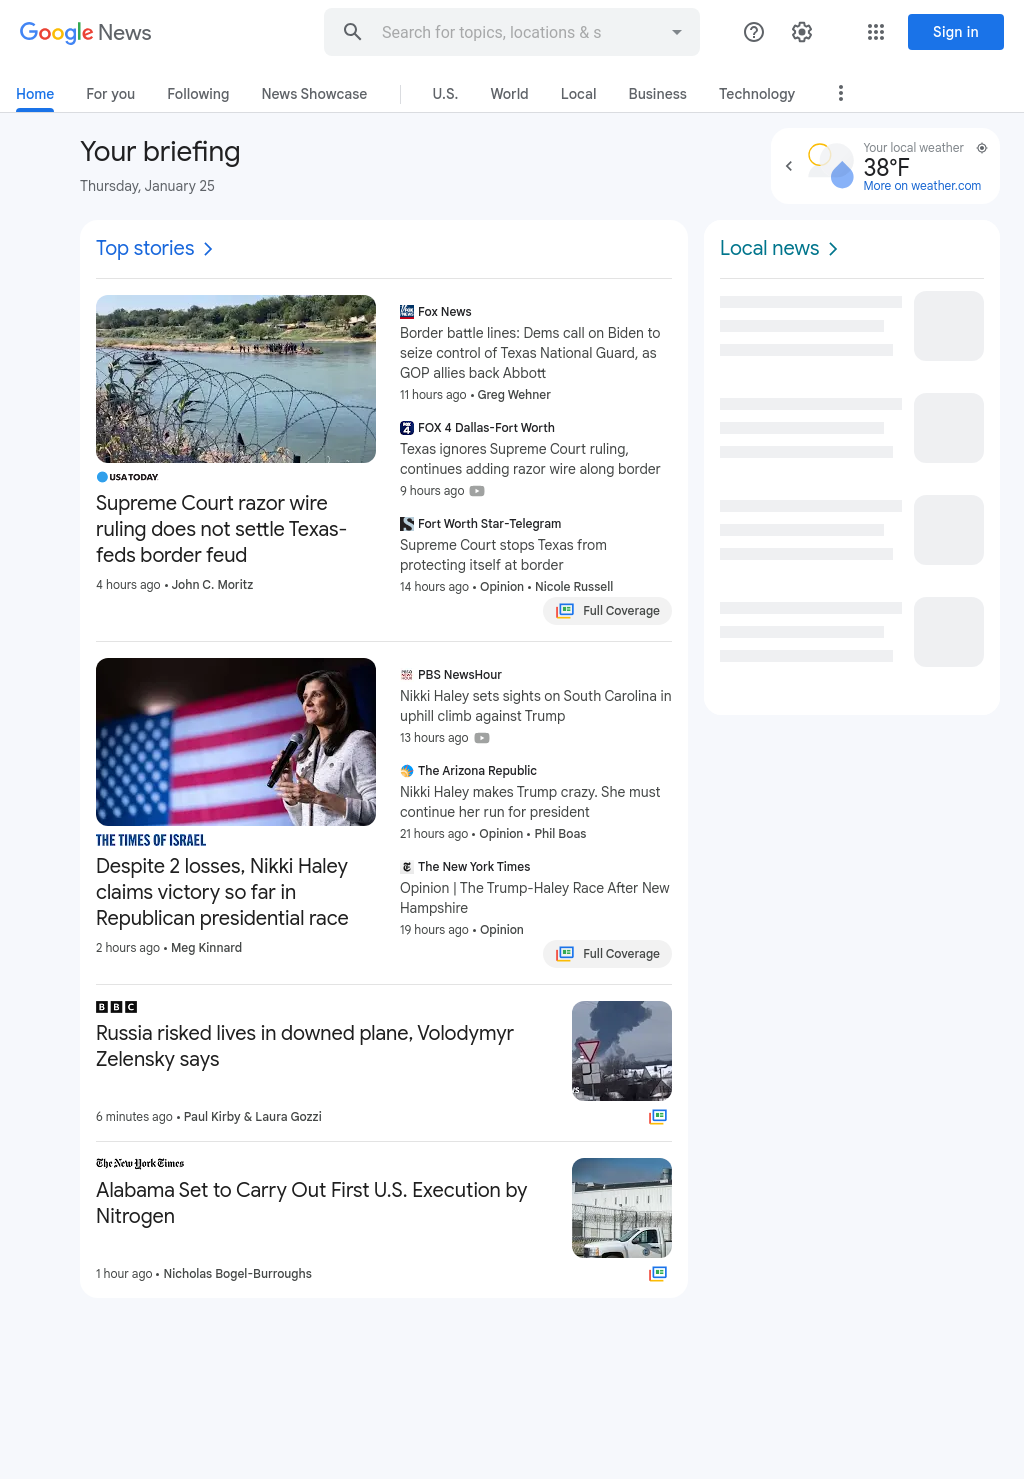 Google News
Search for topics, locations & s
Sign in
Home
For you
Following
News Showcase
U.S.
World
Local
Business
Technology
Your briefing
Thursday, January 25
Your local weather
38°F
More on weather.com
Top stories
USA TODAY
Supreme Court razor wire
ruling does not settle Texas-
feds border feud
4 hours ago • John C. Moritz
Fox News
Border battle lines: Dems call on Biden to
seize control of Texas National Guard, as
GOP allies back Abbott
11 hours ago • Greg Wehner
FOX 4 Dallas-Fort Worth
Texas ignores Supreme Court ruling,
continues adding razor wire along border
9 hours ago
Fort Worth Star-Telegram
Supreme Court stops Texas from
protecting itself at border
14 hours ago • Opinion • Nicole Russell
Full Coverage
THE TIMES OF ISRAEL
Despite 2 losses, Nikki Haley
claims victory so far in
Republican presidential race
2 hours ago • Meg Kinnard
PBS NewsHour
Nikki Haley sets sights on South Carolina in
uphill climb against Trump
13 hours ago
The Arizona Republic
Nikki Haley makes Trump crazy. She must
continue her run for president
21 hours ago • Opinion • Phil Boas
The New York Times
Opinion | The Trump-Haley Race After New
Hampshire
19 hours ago • Opinion
Full Coverage
BBC
Russia risked lives in downed plane, Volodymyr
Zelensky says
6 minutes ago • Paul Kirby & Laura Gozzi
The New York Times
Alabama Set to Carry Out First U.S. Execution by
Nitrogen
1 hour ago • Nicholas Bogel-Burroughs
Local news